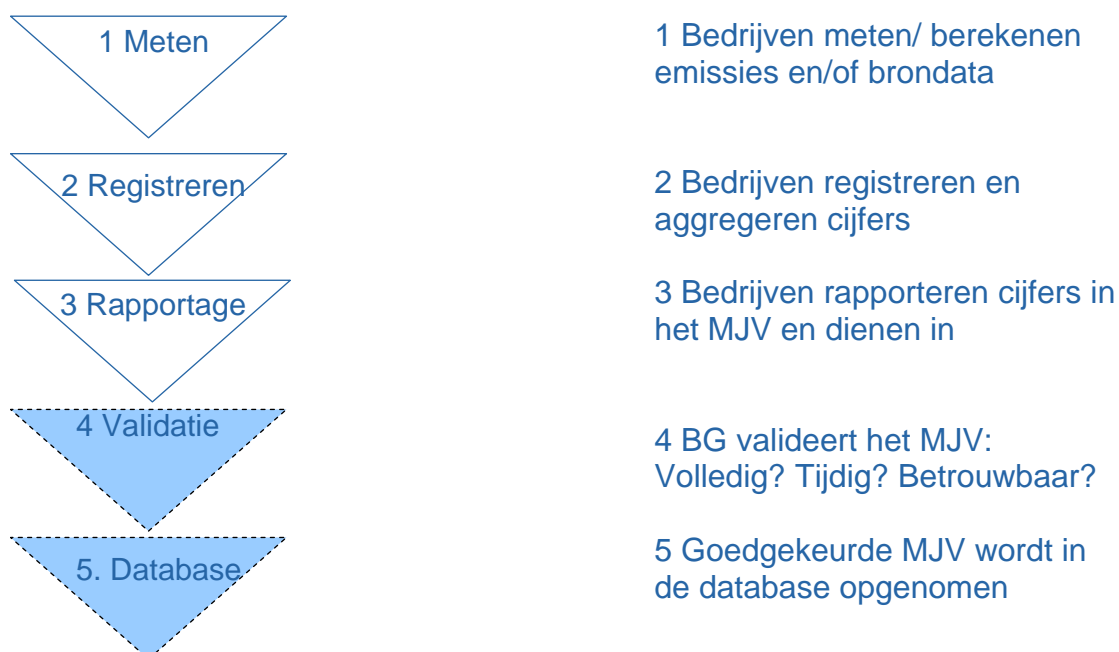 1 Meten
1 Bedrijven meten/ berekenen
emissies en/of brondata
2 Registreren
2 Bedrijven registreren en
aggregeren cijfers
3 Rapportage
3 Bedrijven rapporteren cijfers in
het MJV en dienen in
4 Validatie
4 BG valideert het MJV:
Volledig? Tijdig? Betrouwbaar?
5. Database
5 Goedgekeurde MJV wordt in
de database opgenomen